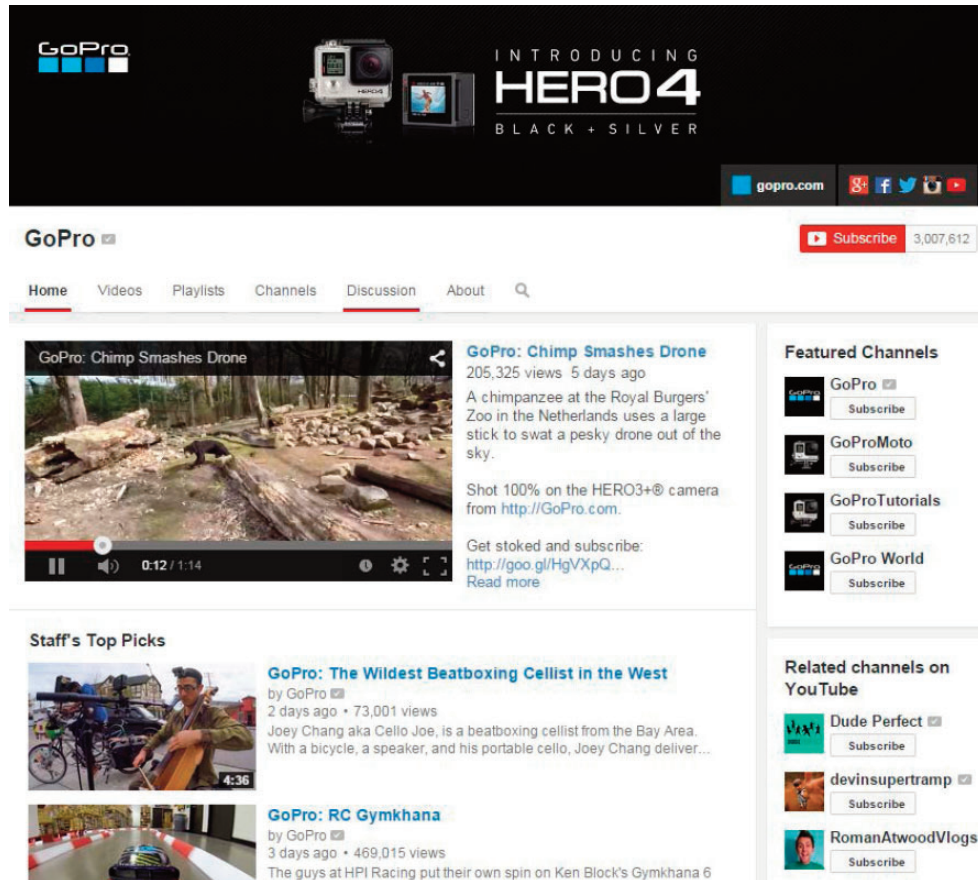 GoPro
INTRODUCING
HERO4
BLACK + SILVER
HERO4
gopro.com
GoPro
Subscribe 3,007,612
Home Videos Playlists Channels Discussion About
GoPro: Chimp Smashes Drone
0:12 / 1:14
GoPro: Chimp Smashes Drone
205,325 views 5 days ago
A chimpanzee at the Royal Burgers'
Zoo in the Netherlands uses a large
stick to swat a pesky drone out of the
sky.
Shot 100% on the HERO3+® camera
from http://GoPro.com.
Get stoked and subscribe:
http://goo.gl/HgVXpQ...
Read more
Staff's Top Picks
4:36
GoPro: The Wildest Beatboxing Cellist in the West
by GoPro
2 days ago • 73,001 views
Joey Chang aka Cello Joe, is a beatboxing cellist from the Bay Area.
With a bicycle, a speaker, and his portable cello, Joey Chang deliver...
GoPro: RC Gymkhana
by GoPro
3 days ago • 469,015 views
The guys at HPI Racing put their own spin on Ken Block's Gymkhana 6
Featured Channels
GoPro
Subscribe
GoProMoto
Subscribe
GoProTutorials
Subscribe
GoPro World
Subscribe
Related channels on
YouTube
Dude Perfect
Subscribe
devinsupertramp
Subscribe
RomanAtwoodVlogs
Subscribe